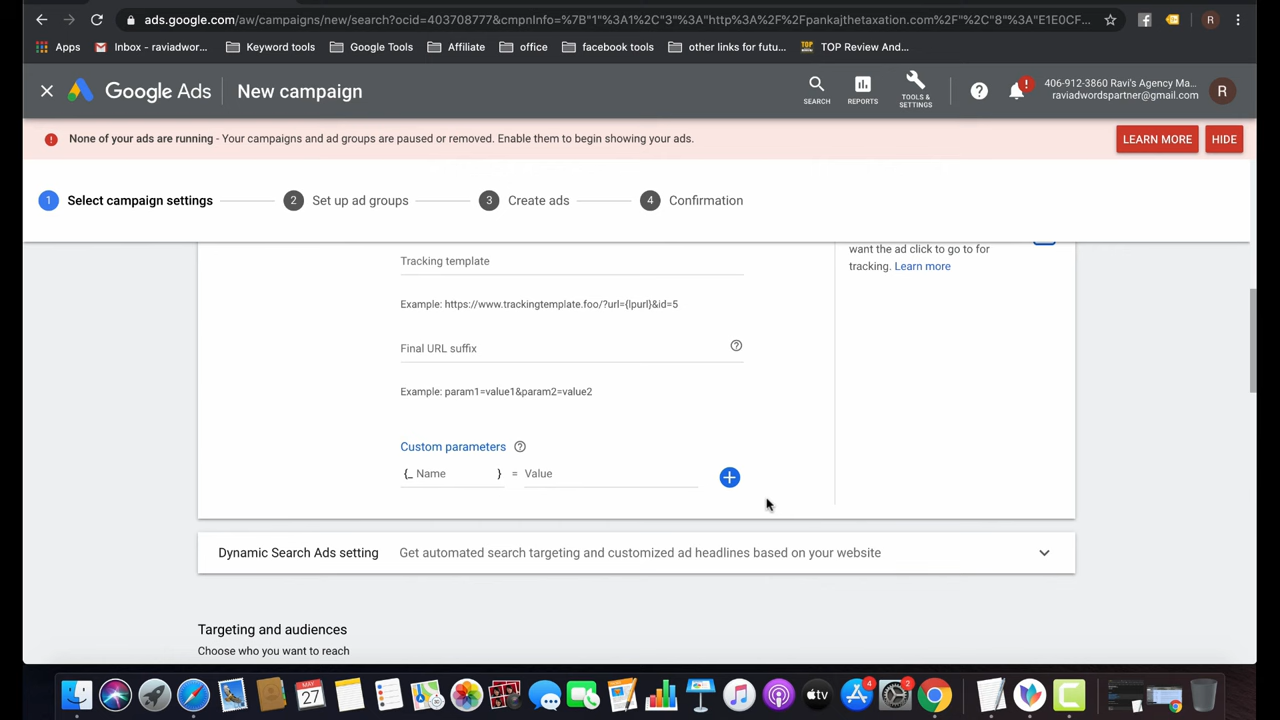 ads.google.com/aw/campaigns/new/search?ocid=403708777&cmpnInfo=%7B"1"%3A1%2C"3"%3A"http%3A%2F%2Fpankajthetaxation.com%2F"%2C"8"%3A"E1E0CF...
R
Apps
Inbox - raviadwor...
Keyword tools
Google Tools
Affiliate
office
facebook tools
other links for futu...
TOP
TOP Review And...
Google Ads
New campaign
SEARCH
REPORTS
TOOLS &
SETTINGS
406-912-3860 Ravi's Agency Ma...
raviadwordspartner@gmail.com
R
None of your ads are running - Your campaigns and ad groups are paused or removed. Enable them to begin showing your ads.
LEARN MORE
HIDE
1 Select campaign settings
2 Set up ad groups
3 Create ads
4 Confirmation
want the ad click to go to for
tracking. Learn more
Tracking template
Example: https://www.trackingtemplate.foo/?url={lpurl}&id=5
Final URL suffix
Example: param1=value1&param2=value2
Custom parameters
{_ Name } = Value
Dynamic Search Ads setting Get automated search targeting and customized ad headlines based on your website
Targeting and audiences
Choose who you want to reach
MAY
27
tv
4
2